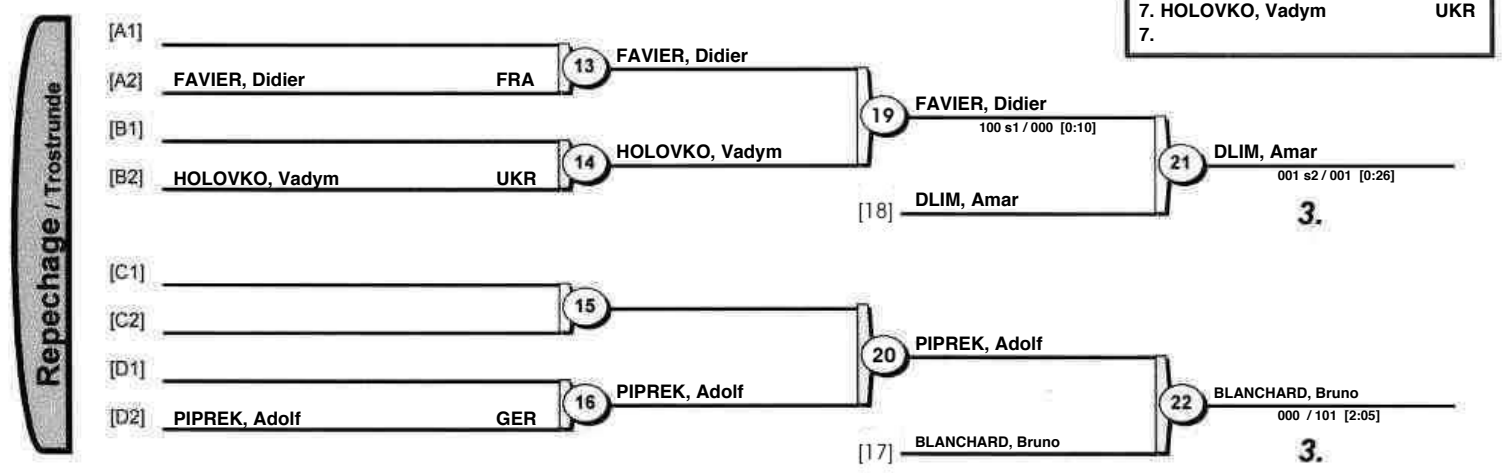 7. HOLOVKO, Vadym UKR
7.
Repechage / Trostrunde
[A1]
13 FAVIER, Didier
[A2] FAVIER, Didier FRA
19 FAVIER, Didier
100 s1 / 000 [0:10]
[B1]
14 HOLOVKO, Vadym
[B2] HOLOVKO, Vadym UKR
21 DLIM, Amar
001 s2 / 001 [0:26]
[18] DLIM, Amar
3.
[C1]
15
[C2]
20 PIPREK, Adolf
[D1]
16 PIPREK, Adolf
[D2] PIPREK, Adolf GER
22 BLANCHARD, Bruno
000 / 101 [2:05]
[17] BLANCHARD, Bruno
3.